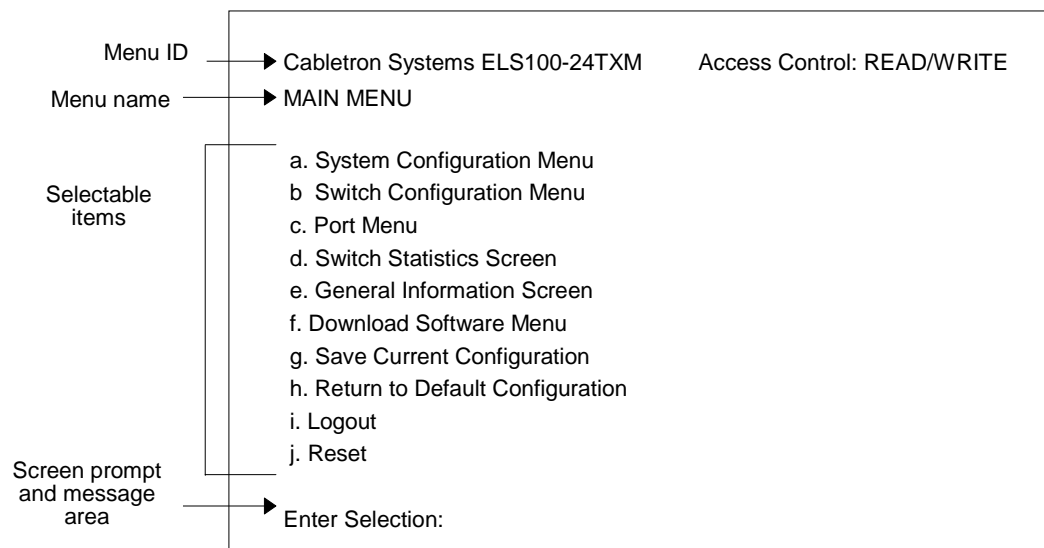 Menu ID
Cabletron Systems ELS100-24TXM Access Control: READ/WRITE
Menu name
MAIN MENU
Selectable
items
a. System Configuration Menu
b Switch Configuration Menu
c. Port Menu
d. Switch Statistics Screen
e. General Information Screen
f. Download Software Menu
g. Save Current Configuration
h. Return to Default Configuration
i. Logout
j. Reset
Screen prompt
and message
area
Enter Selection: